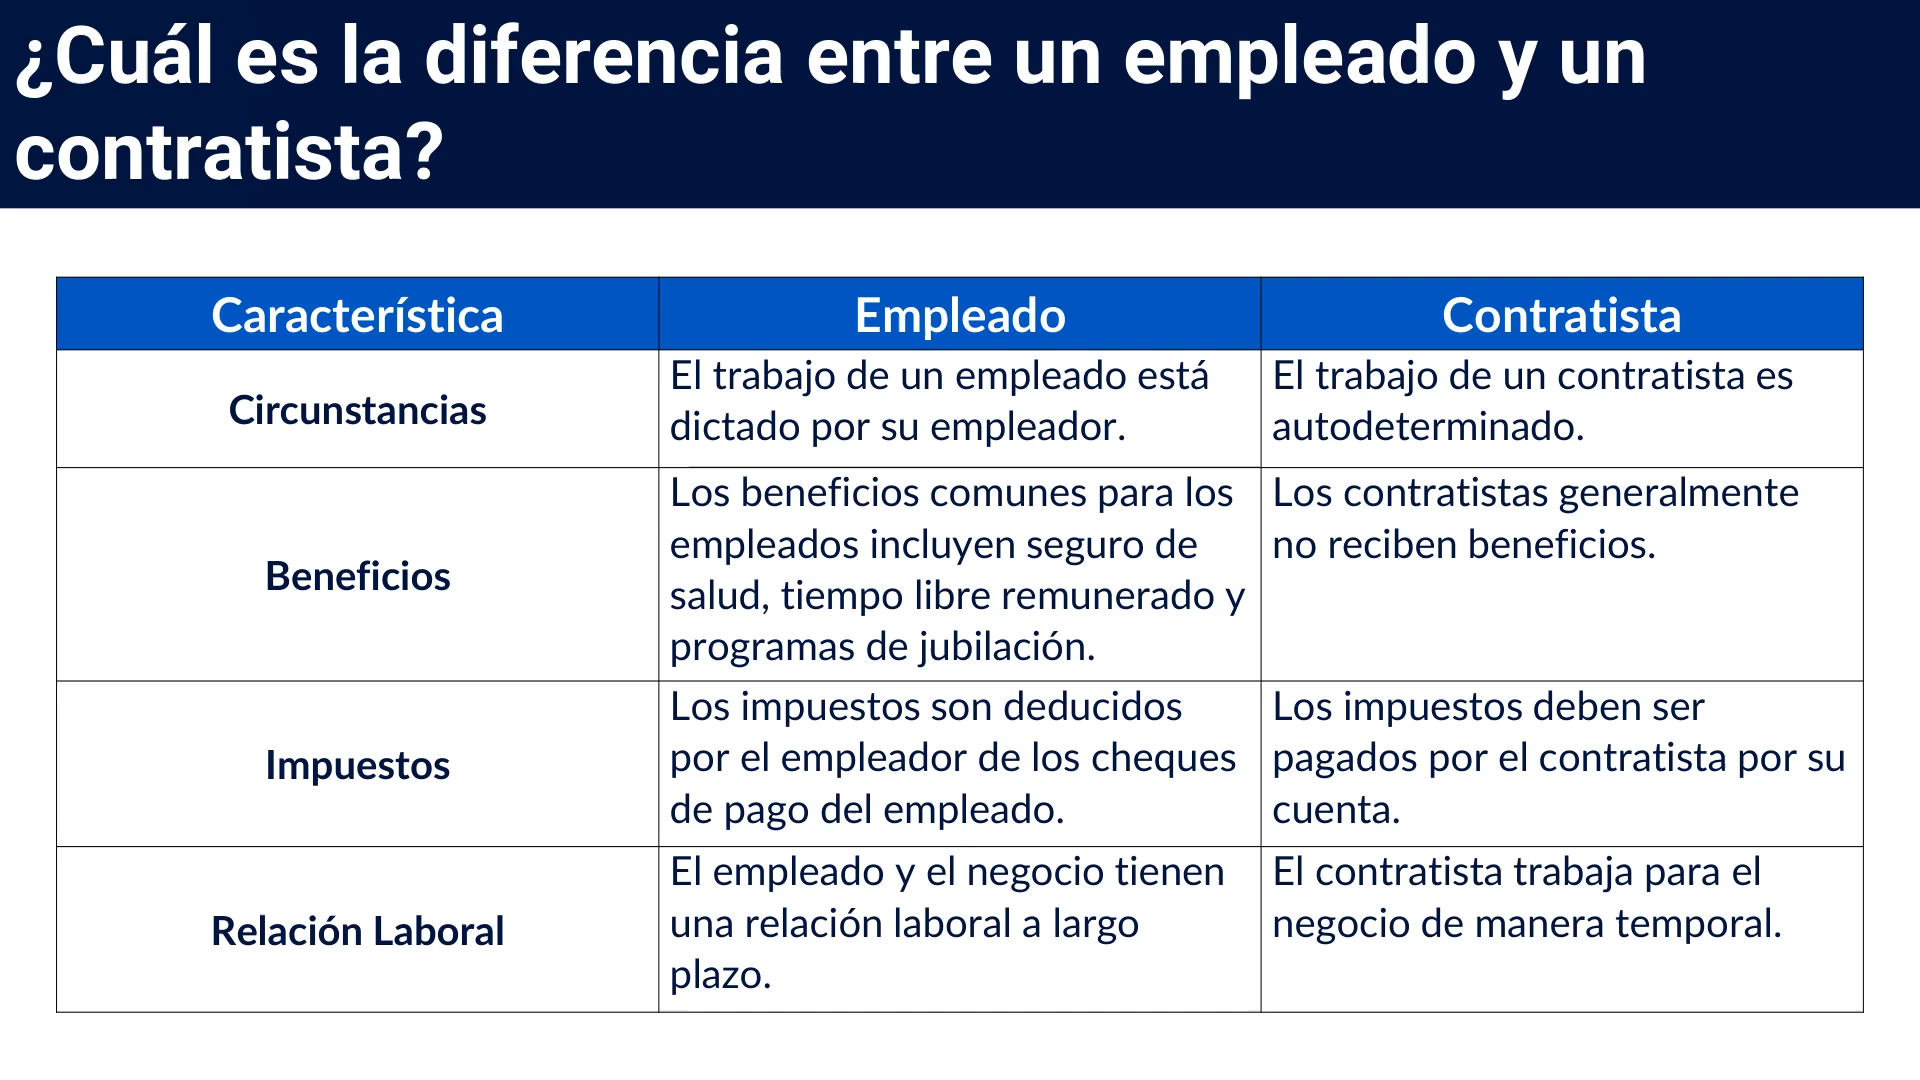 ¿Cuál es la diferencia entre un empleado y un
contratista?
Característica
Empleado
Contratista
Circunstancias
El trabajo de un empleado está
dictado por su empleador.
El trabajo de un contratista es
autodeterminado.
Beneficios
Los beneficios comunes para los
empleados incluyen seguro de
salud, tiempo libre remunerado y
programas de jubilación.
Los contratistas generalmente
no reciben beneficios.
Impuestos
Los impuestos son deducidos
por el empleador de los cheques
de pago del empleado.
Los impuestos deben ser
pagados por el contratista por su
cuenta.
Relación Laboral
El empleado y el negocio tienen
una relación laboral a largo
plazo.
El contratista trabaja para el
negocio de manera temporal.